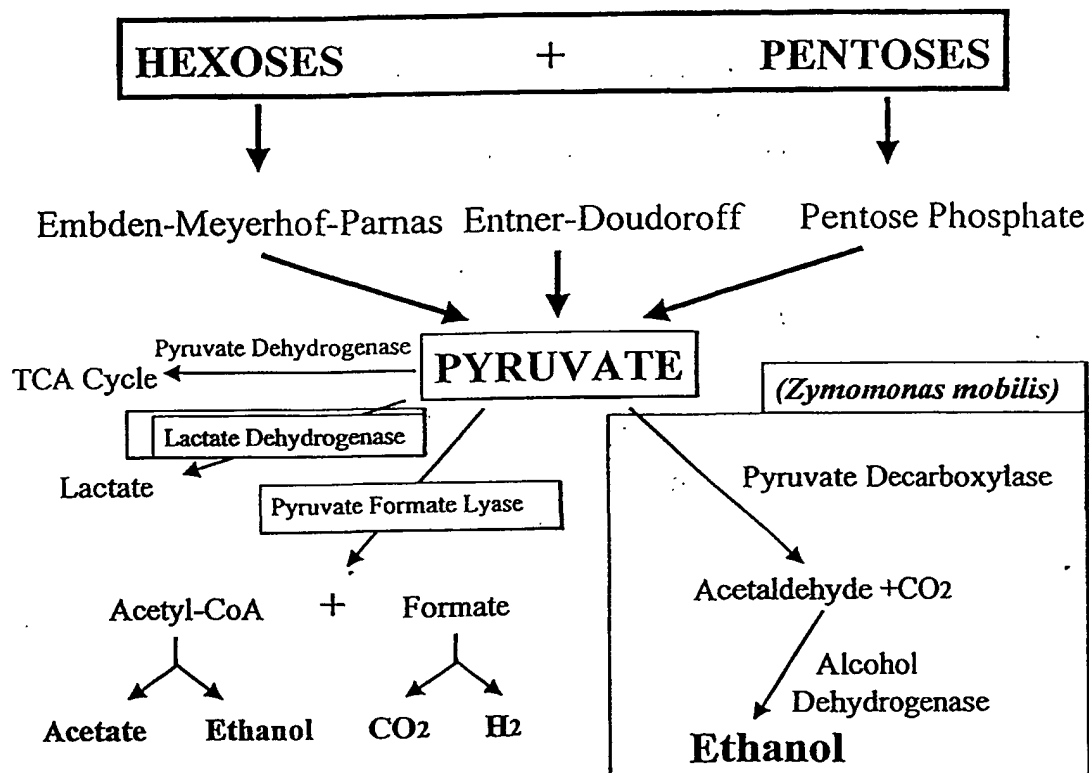 HEXOSES + PENTOSES
Embden-Meyerhof-Parnas Entner-Doudoroff Pentose Phosphate
Pyruvate Dehydrogenase
PYRUVATE
TCA Cycle
(Zymomonas mobilis)
Lactate Dehydrogenase
Lactate
Pyruvate Decarboxylase
Pyruvate Formate Lyase
Acetaldehyde +CO2
Acetyl-CoA + Formate
Alcohol
Dehydrogenase
Acetate Ethanol CO2 H2
Ethanol